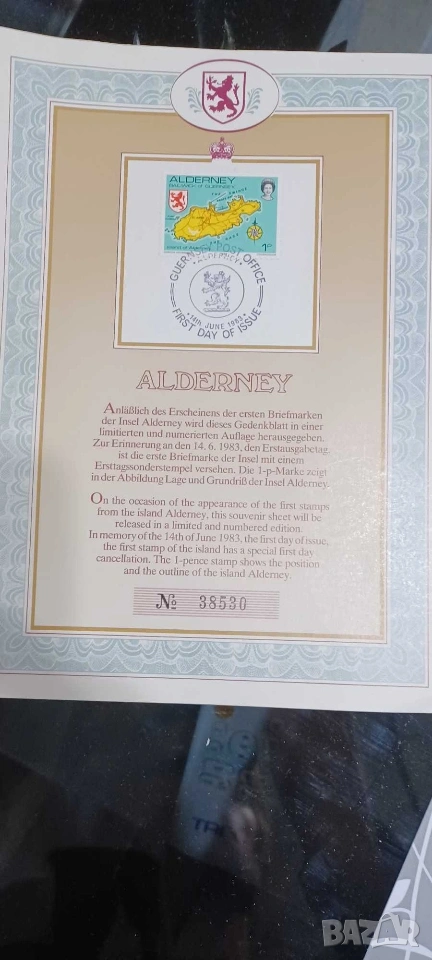 ALDERNEY
BAILIWICK OF GUERNSEY
1P
GUERNSEY POST OFFICE
ALDERNEY
14th JUNE 1983
FIRST DAY OF ISSUE
ALDERNEY
Anläßlich des Erscheinens der ersten Briefmarken
der Insel Alderney wird dieses Gedenkblatt in einer
limitierten und numerierten Auflage herausgegeben.
Zur Erinnerung an den 14. 6. 1983, den Erstausgabetag
ist die erste Briefmarke der Insel mit einem
Ersttagssonderstempel versehen. Die 1-p-Marke zeigt
in der Abbildung Lage und Grundriß der Insel Alderney.
On the occasion of the appearance of the first stamps
from the island Alderney, this souvenir sheet will be
released in a limited and numbered edition.
In memory of the 14th of June 1983, the first day of issue,
the first stamp of the island has a special first day
cancellation. The 1-pence stamp shows the position
and the outline of the island Alderney.
№ 38530
BAZAR